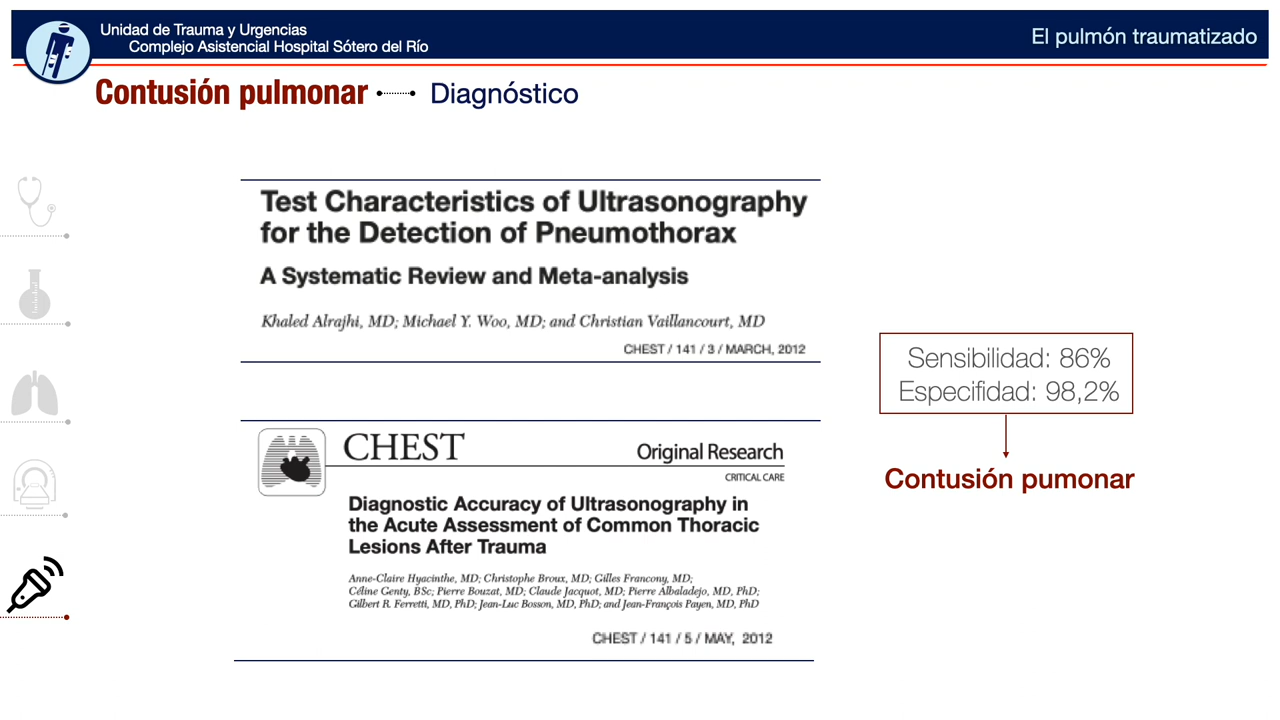 Unidad de Trauma y Urgencias
Complejo Asistencial Hospital Sótero del Río
El pulmón traumatizado
Contusión pulmonar
Diagnóstico
Test Characteristics of Ultrasonography
for the Detection of Pneumothorax
A Systematic Review and Meta-analysis
Khaled Alrajhi, MD; Michael Y. Woo, MD; and Christian Vaillancourt, MD
CHEST / 141 / 3 / MARCH, 2012
CHEST
Original Research
CRITICAL CARE
Diagnostic Accuracy of Ultrasonography in
the Acute Assessment of Common Thoracic
Lesions After Trauma
Anne-Claire Hyacinthe, MD; Christophe Broux, MD; Gilles Francony, MD;
Céline Genty, BSc; Pierre Bouzat, MD; Claude Jacquot, MD; Pierre Albaladejo, MD, PhD;
Gilbert R. Ferretti, MD, PhD; Jean-Luc Bosson, MD, PhD; and Jean-François Payen, MD, PhD
CHEST / 141 / 5 / MAY, 2012
Sensibilidad: 86%
Especifidad: 98,2%
Contusión pumonar